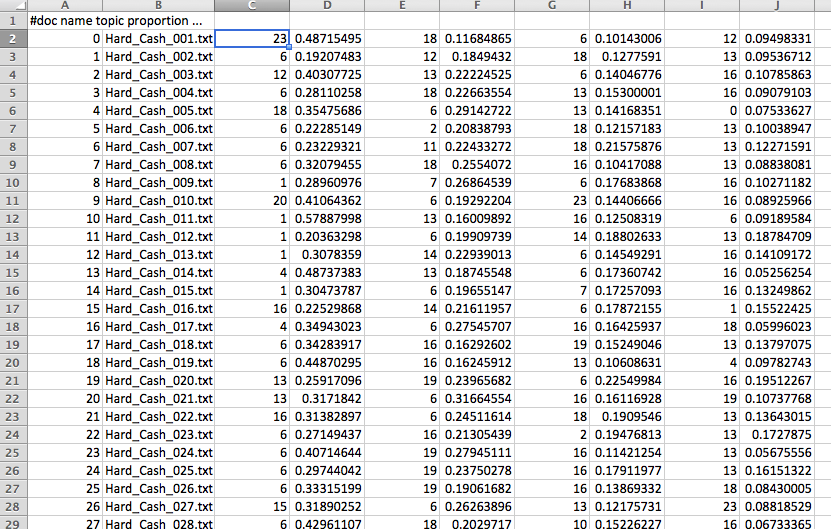 A B C D E F G H I J
1 #doc name topic proportion ...
2 0 Hard_Cash_001.txt 23 0.48715495 18 0.11684865 6 0.10143006 12 0.09498331
3 1 Hard_Cash_002.txt 6 0.19207483 12 0.1849432 18 0.1277591 13 0.09536712
4 2 Hard_Cash_003.txt 12 0.40307725 13 0.22224525 6 0.14046776 16 0.10785863
5 3 Hard_Cash_004.txt 6 0.28110258 18 0.22663554 13 0.15300001 16 0.09079103
6 4 Hard_Cash_005.txt 18 0.35475686 6 0.29142722 13 0.14168351 0 0.07533627
7 5 Hard_Cash_006.txt 6 0.22285149 2 0.20838793 18 0.12157183 13 0.10038947
8 6 Hard_Cash_007.txt 6 0.23229321 11 0.22433272 18 0.21575876 13 0.12271591
9 7 Hard_Cash_008.txt 6 0.32079455 18 0.2554072 16 0.10417088 13 0.08838081
10 8 Hard_Cash_009.txt 1 0.28960976 7 0.26864539 6 0.17683868 16 0.10271182
11 9 Hard_Cash_010.txt 20 0.41064362 6 0.19292204 23 0.14406666 16 0.08925966
12 10 Hard_Cash_011.txt 1 0.57887998 13 0.16009892 16 0.12508319 6 0.09189584
13 11 Hard_Cash_012.txt 1 0.20363298 6 0.19909739 14 0.18802633 13 0.18784709
14 12 Hard_Cash_013.txt 1 0.3078359 14 0.22939013 6 0.14549291 16 0.14109172
15 13 Hard_Cash_014.txt 4 0.48737383 13 0.18745548 6 0.17360742 16 0.05256254
16 14 Hard_Cash_015.txt 1 0.30473787 6 0.19655147 7 0.17257093 16 0.13249862
17 15 Hard_Cash_016.txt 16 0.22529868 14 0.21611957 6 0.17872155 1 0.15522425
18 16 Hard_Cash_017.txt 4 0.34943023 6 0.27545707 16 0.16425937 18 0.05996023
19 17 Hard_Cash_018.txt 6 0.34283917 16 0.16292602 19 0.15249046 13 0.13797075
20 18 Hard_Cash_019.txt 6 0.44870295 16 0.16245912 13 0.10608631 4 0.09782743
21 19 Hard_Cash_020.txt 13 0.25917096 19 0.23965682 6 0.22549984 16 0.19512267
22 20 Hard_Cash_021.txt 13 0.3171842 6 0.31664554 16 0.16116928 19 0.10737768
23 21 Hard_Cash_022.txt 16 0.31382897 6 0.24511614 18 0.1909546 13 0.13643015
24 22 Hard_Cash_023.txt 6 0.27149437 16 0.21305439 2 0.19476813 13 0.1727875
25 23 Hard_Cash_024.txt 6 0.40714644 19 0.27945111 16 0.11421254 13 0.05675556
26 24 Hard_Cash_025.txt 6 0.29744042 19 0.23750278 16 0.17911977 13 0.16151322
27 25 Hard_Cash_026.txt 6 0.33315199 19 0.19061682 16 0.13869332 18 0.08430005
28 26 Hard_Cash_027.txt 15 0.31890252 6 0.26263896 13 0.12175731 23 0.08818529
29 27 Hard_Cash_028.txt 6 0.42961107 18 0.2029717 10 0.15226227 16 0.06733365